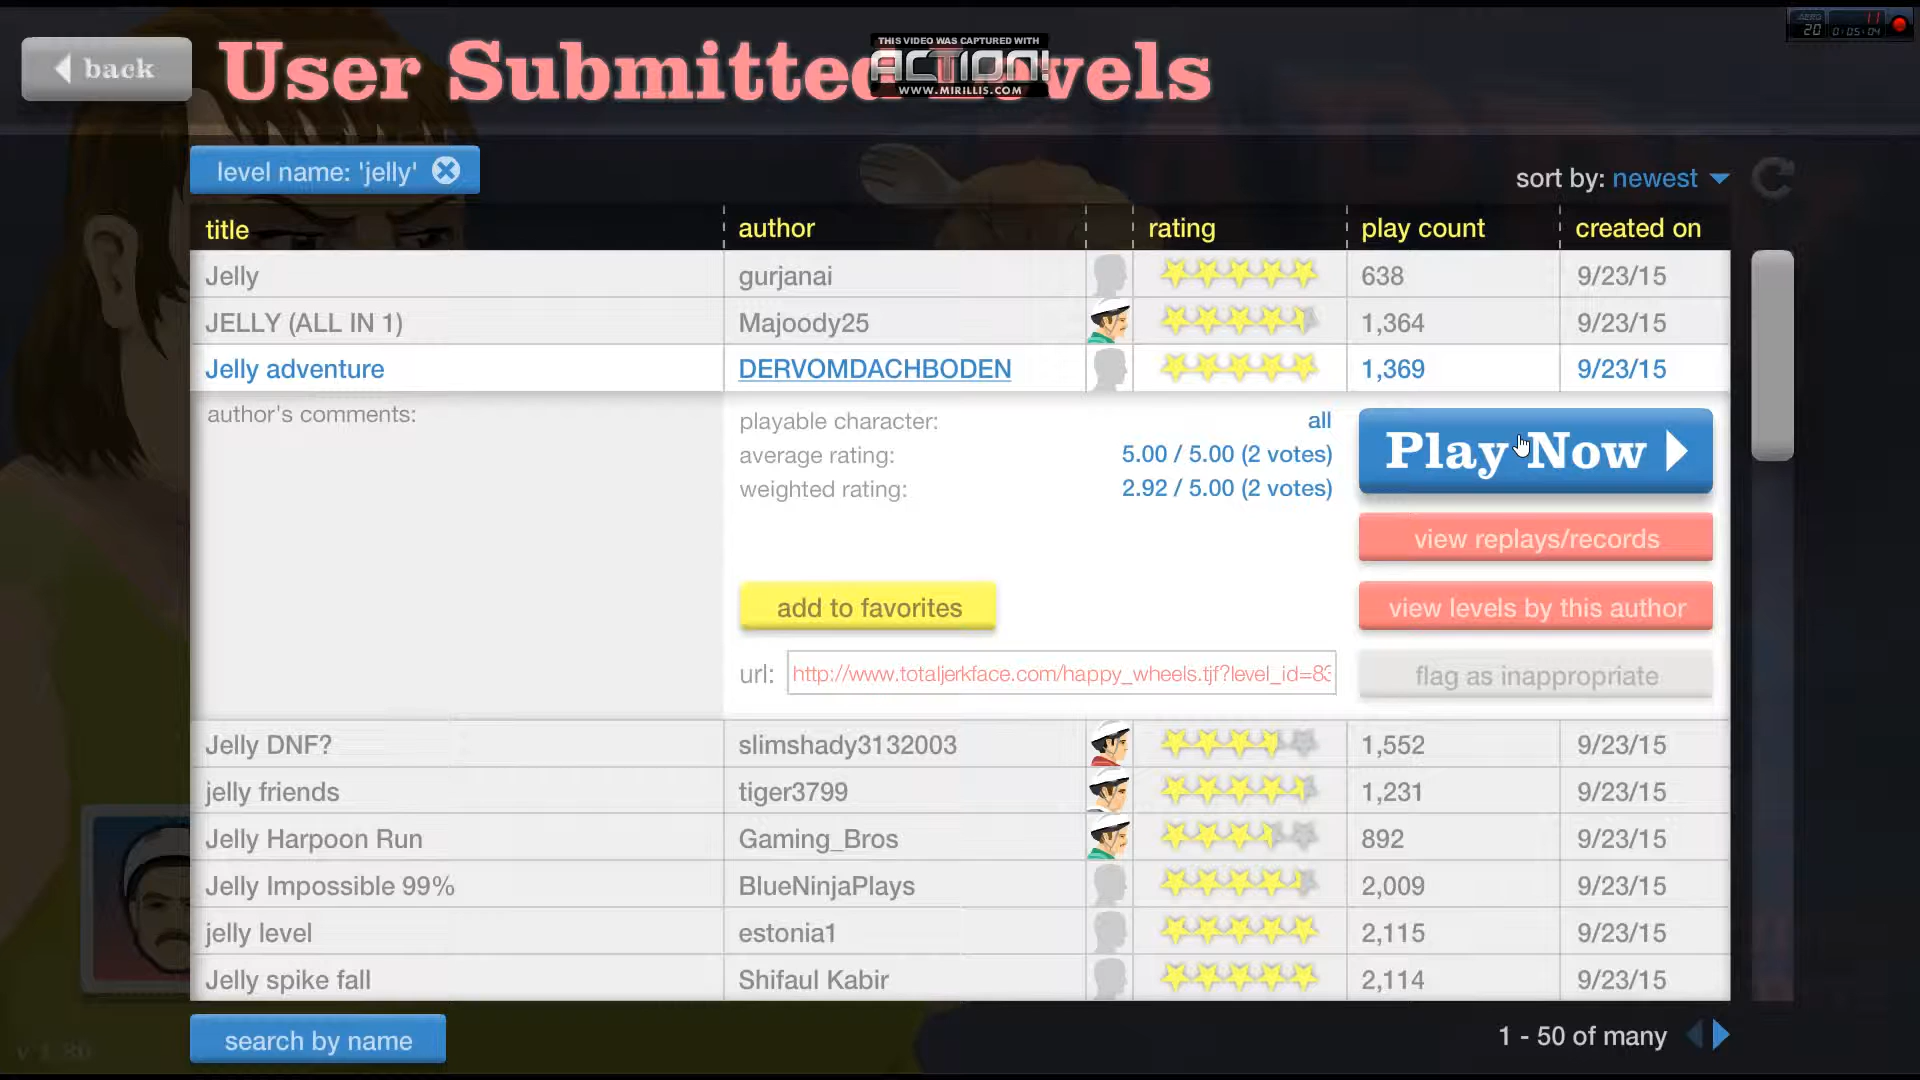 AERO
20
11
0:05:04
back
User Submitted Levels
THIS VIDEO WAS CAPTURED WITH
ACTION!
WWW.MIRILLIS.COM
level name: 'jelly'
sort by: newest
title author rating play count created on
Jelly gurjanai 638 9/23/15
JELLY (ALL IN 1) Majoody25 1,364 9/23/15
Jelly adventure DERVOMDACHBODEN 1,369 9/23/15
author's comments:
playable character: all
average rating: 5.00 / 5.00 (2 votes)
weighted rating: 2.92 / 5.00 (2 votes)
Play Now
view replays/records
add to favorites
view levels by this author
url: http://www.totaljerkface.com/happy_wheels.tjf?level_id=83
flag as inappropriate
Jelly DNF? slimshady3132003 1,552 9/23/15
jelly friends tiger3799 1,231 9/23/15
Jelly Harpoon Run Gaming_Bros 892 9/23/15
Jelly Impossible 99% BlueNinjaPlays 2,009 9/23/15
jelly level estonia1 2,115 9/23/15
Jelly spike fall Shifaul Kabir 2,114 9/23/15
search by name
1 - 50 of many